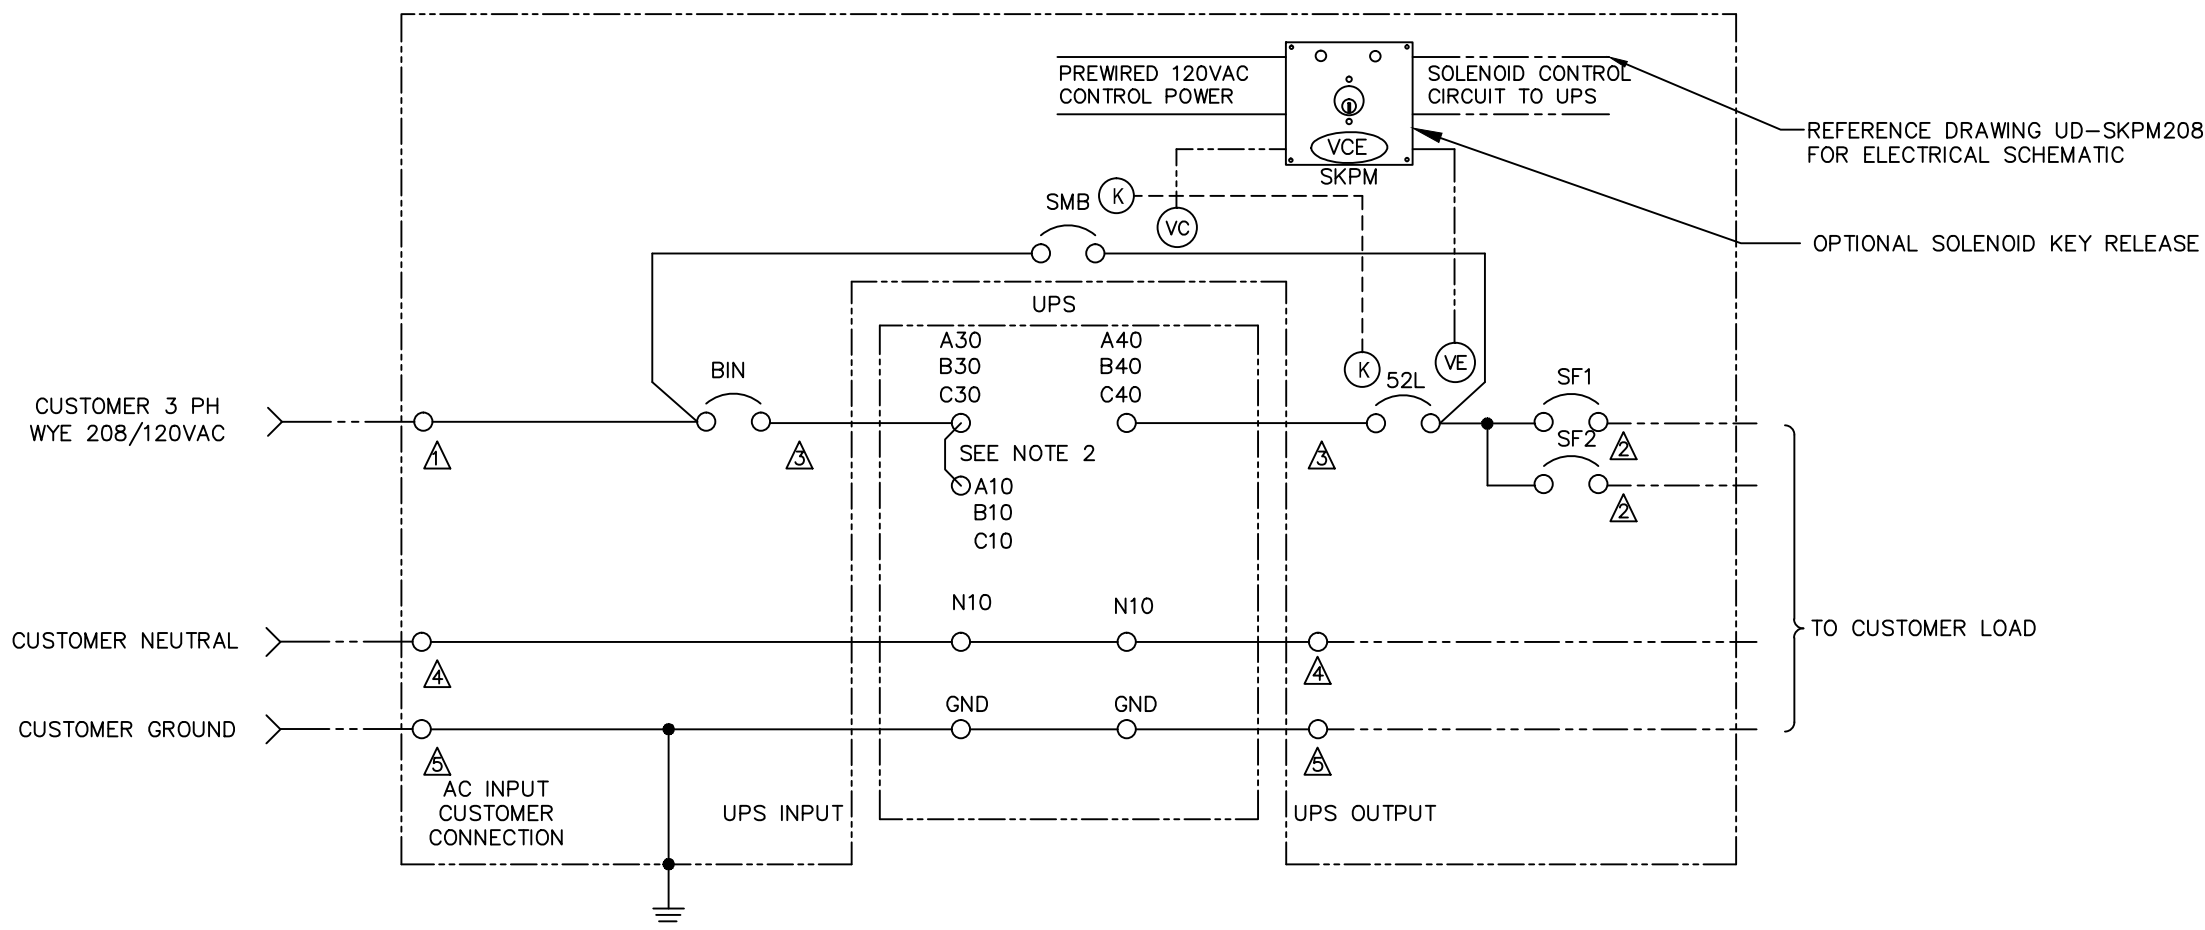 PREWIRED 120VAC
CONTROL POWER
SOLENOID CONTROL
CIRCUIT TO UPS
VCE
SKPM
REFERENCE DRAWING UD-SKPM208
FOR ELECTRICAL SCHEMATIC
OPTIONAL SOLENOID KEY RELEASE
SMB
K
VC
UPS
A30
B30
C30
A40
B40
C40
K
VE
BIN
52L
SF1
SF2
CUSTOMER 3 PH
WYE 208/120VAC
1
3
SEE NOTE 2
3
2
2
A10
B10
C10
N10
N10
CUSTOMER NEUTRAL
4
4
TO CUSTOMER LOAD
GND
GND
CUSTOMER GROUND
5
5
AC INPUT
CUSTOMER
CONNECTION
UPS INPUT
UPS OUTPUT